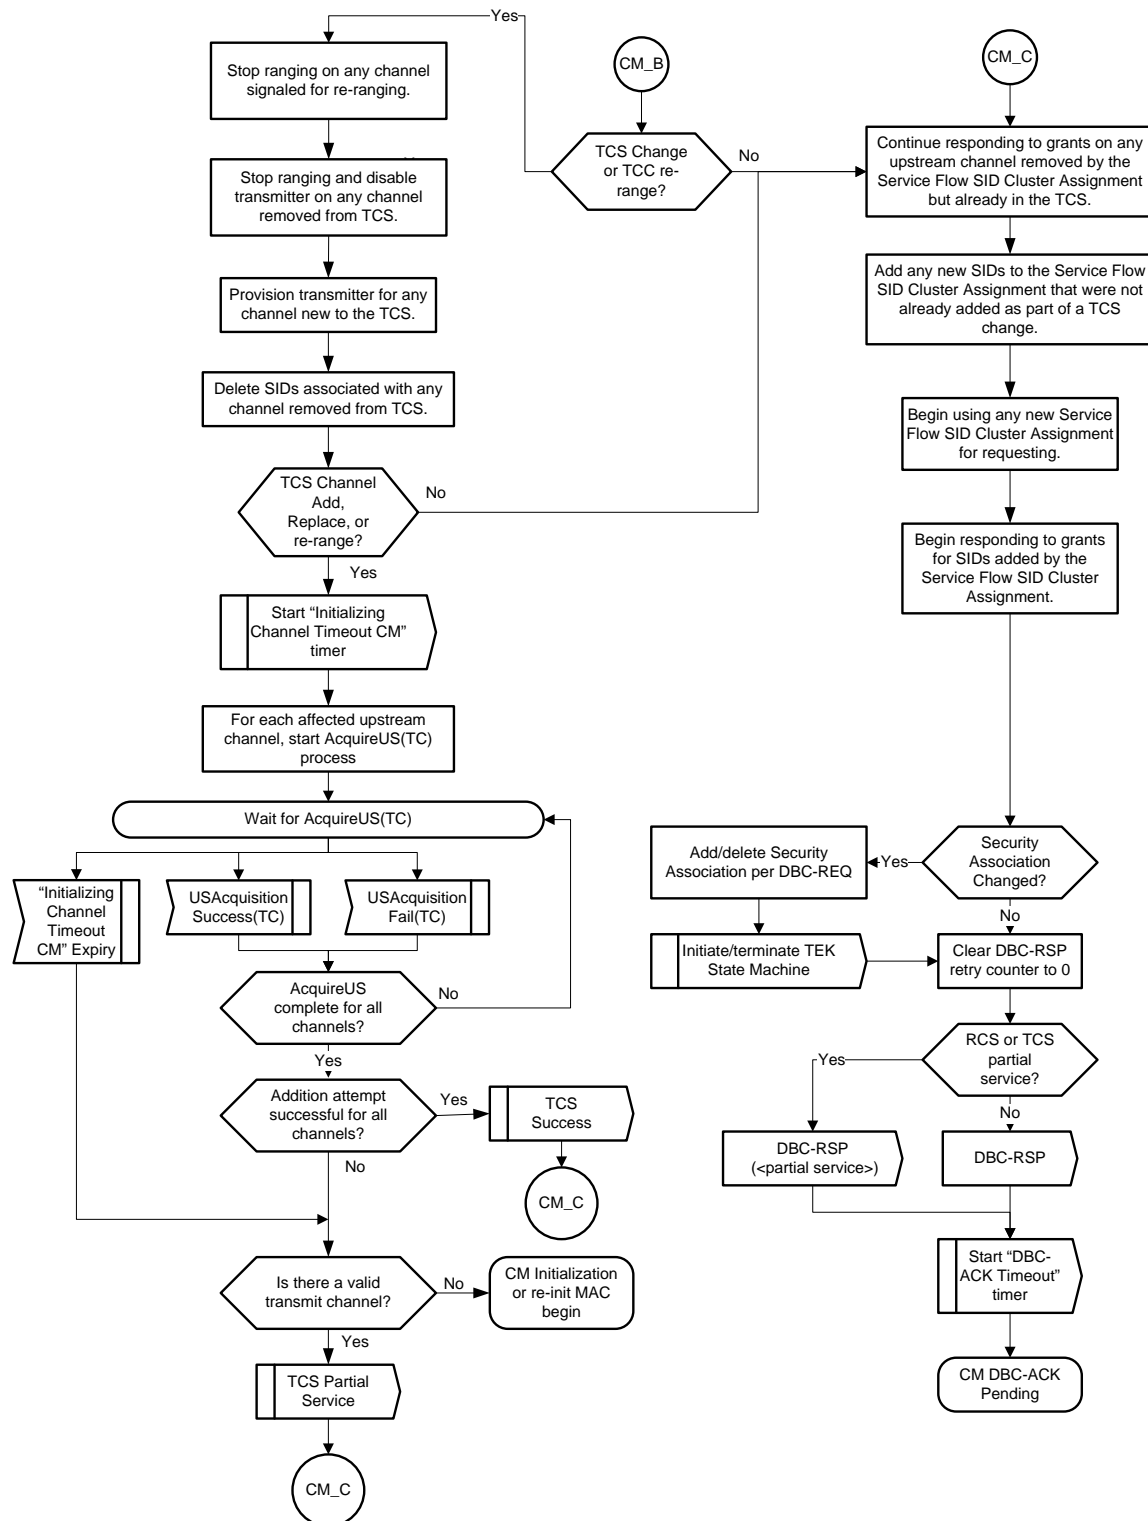 Yes
Stop ranging on any channel
signaled for re-ranging.
Stop ranging and disable
transmitter on any channel
removed from TCS.
Provision transmitter for any
channel new to the TCS.
Delete SIDs associated with any
channel removed from TCS.
TCS Channel
Add,
Replace, or
re-range?
No
Yes
Start “Initializing
Channel Timeout CM”
timer
For each affected upstream
channel, start AcquireUS(TC)
process
Wait for AcquireUS(TC)
“Initializing
Channel
Timeout
CM” Expiry
USAcquisition
Success(TC)
USAcquisition
Fail(TC)
AcquireUS
complete for all
channels?
No
Yes
Addition attempt
successful for all
channels?
Yes
TCS
Success
CM_C
No
Is there a valid
transmit channel?
No
CM Initialization
or re-init MAC
begin
Yes
TCS Partial
Service
CM_C
CM_B
TCS Change
or TCC re-
range?
No
CM_C
Continue responding to grants on any
upstream channel removed by the
Service Flow SID Cluster Assignment
but already in the TCS.
Add any new SIDs to the Service Flow
SID Cluster Assignment that were not
already added as part of a TCS
change.
Begin using any new Service
Flow SID Cluster Assignment
for requesting.
Begin responding to grants
for SIDs added by the
Service Flow SID Cluster
Assignment.
Security
Association
Changed?
Yes
Add/delete Security
Association per DBC-REQ
Initiate/terminate TEK
State Machine
No
Clear DBC-RSP
retry counter to 0
RCS or TCS
partial
service?
Yes
No
DBC-RSP
(<partial service>)
DBC-RSP
Start “DBC-
ACK Timeout”
timer
CM DBC-ACK
Pending